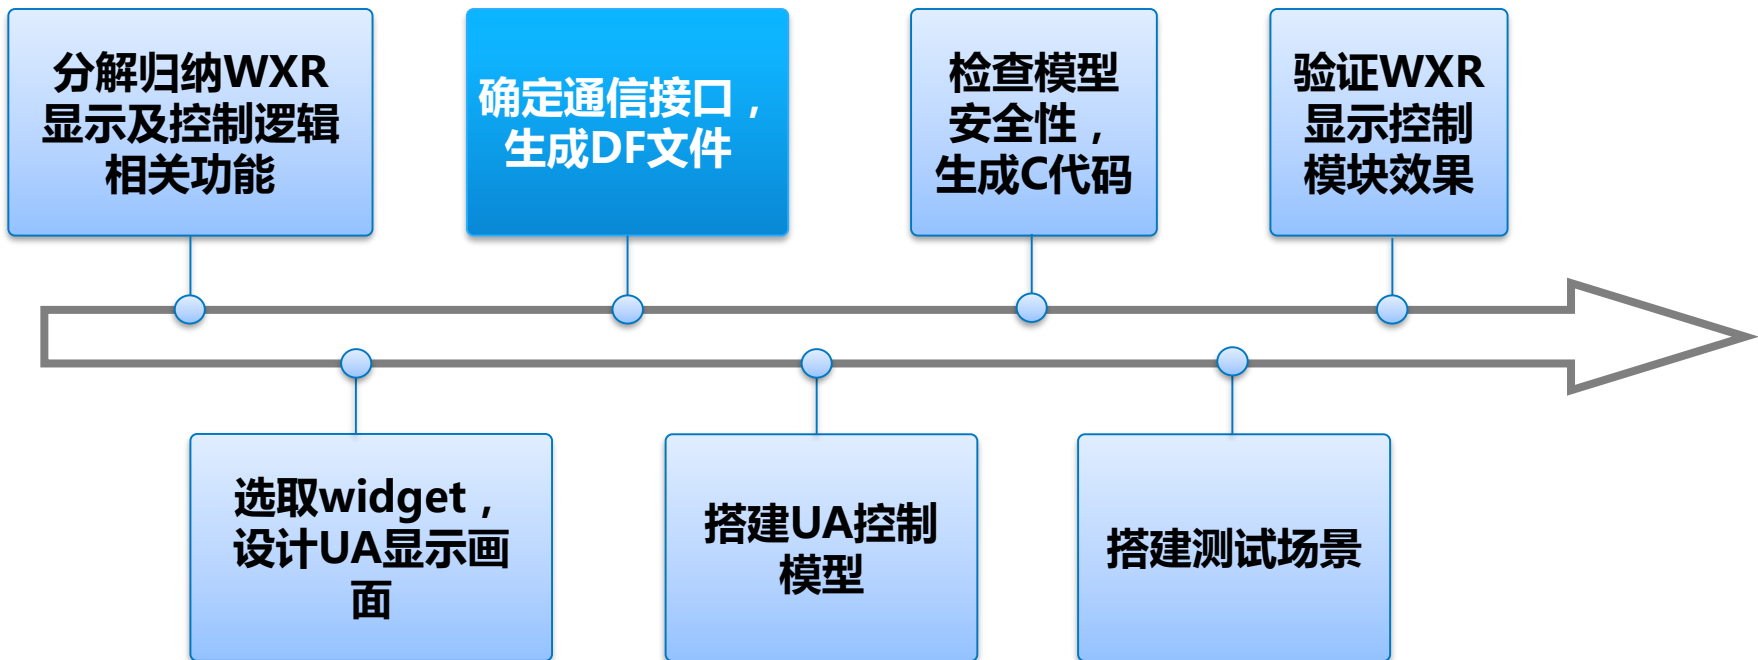 分解归纳WXR
显示及控制逻辑
相关功能
确定通信接口，
生成DF文件
检查模型
安全性，
生成C代码
验证WXR
显示控制
模块效果
选取widget，
设计UA显示画
面
搭建UA控制
模型
搭建测试场景